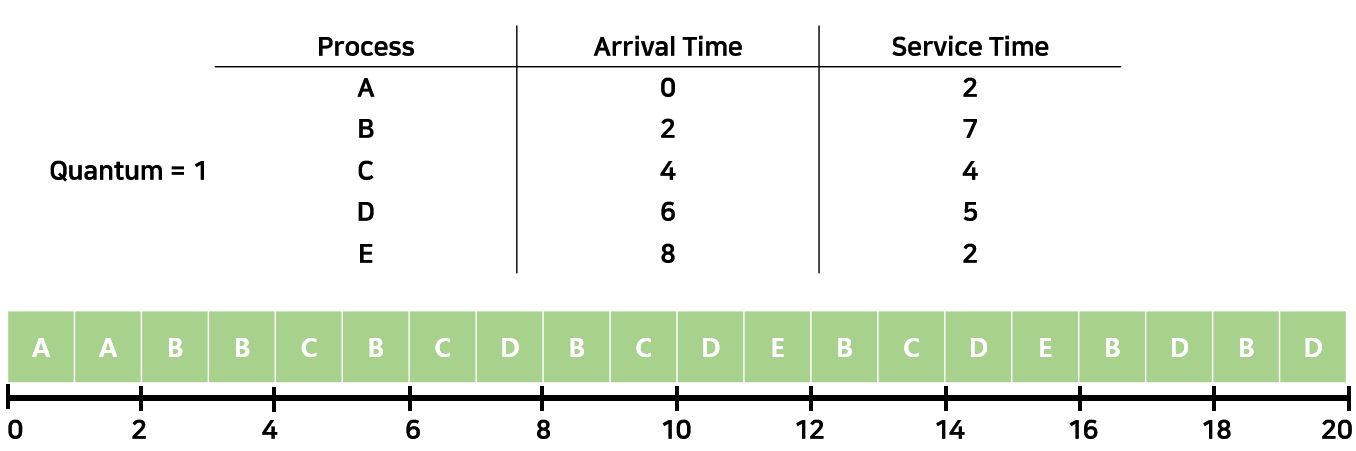 Process Arrival Time Service Time
A 0 2
B 2 7
Quantum = 1 C 4 4
D 6 5
E 8 2
A A B B C B C D B C D E B C D E B D B D
0 2 4 6 8 10 12 14 16 18 20